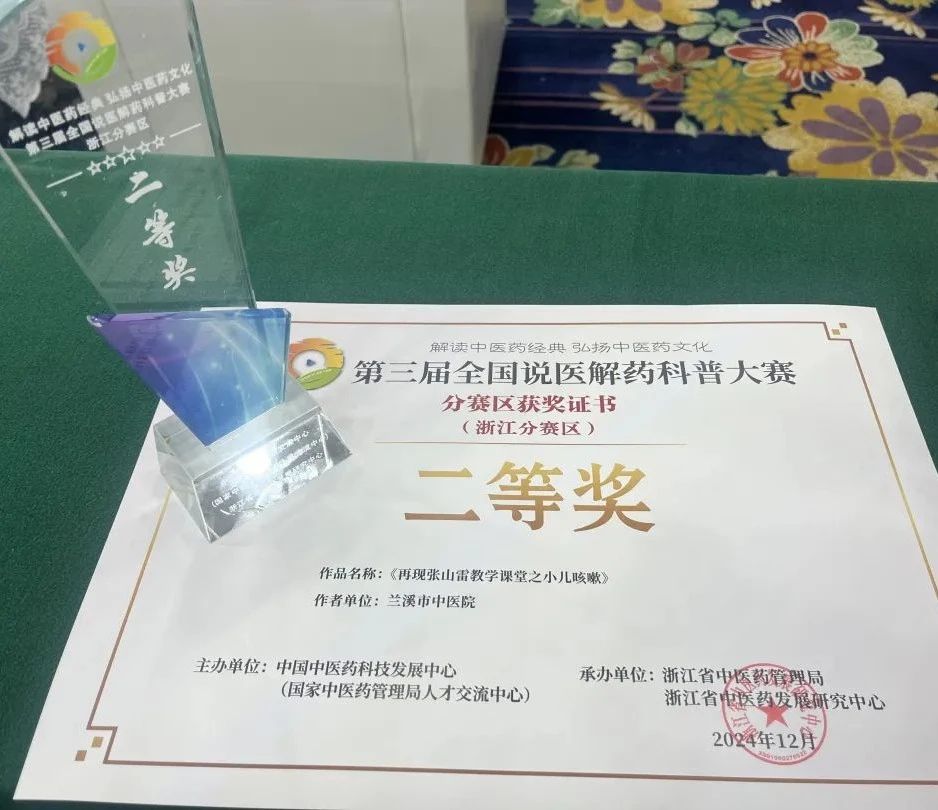 解读中医药经典 弘扬中医药文化
第三届全国说医解药科普大赛
浙江分赛区
二等奖
解读中医药经典 弘扬中医药文化
第三届全国说医解药科普大赛
分赛区获奖证书
（浙江分赛区）
二等奖
作品名称：《再现张山雷教学课堂之小儿咳嗽》
作者单位：兰溪市中医院
主办单位：中国中医药科技发展中心
（国家中医药管理局人才交流中心）
承办单位：浙江省中医药管理局
浙江省中医药发展研究中心
2024年12月